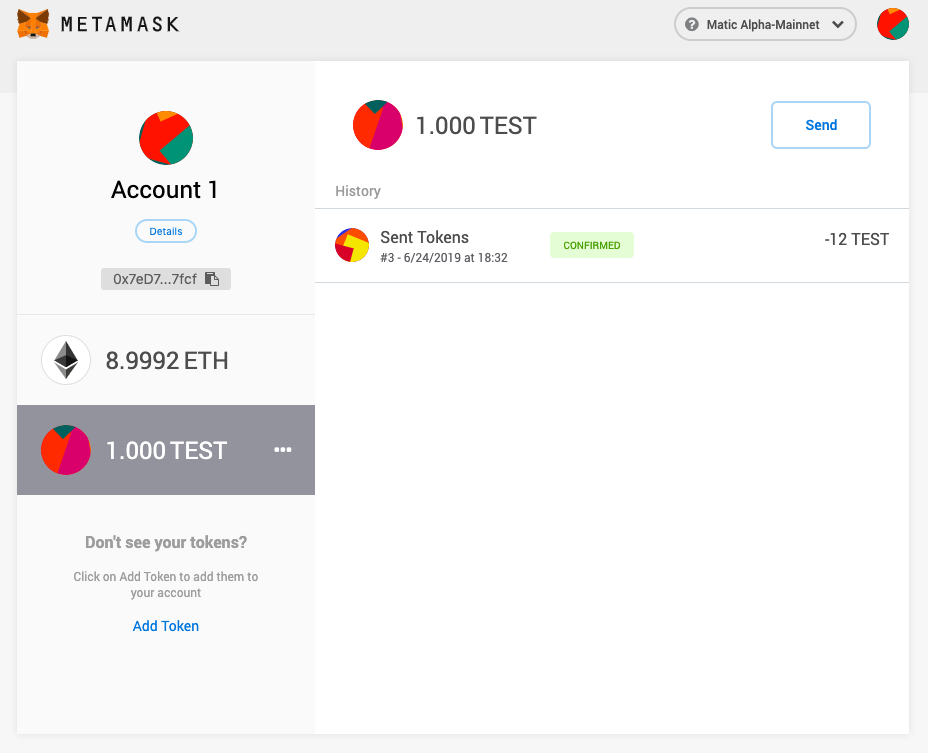 METAMASK
Matic Alpha-Mainnet
Account 1
Details
0x7eD7...7fcf
8.9992 ETH
1.000 TEST
Don't see your tokens?
Click on Add Token to add them to
your account
Add Token
1.000 TEST
Send
History
Sent Tokens
#3 - 6/24/2019 at 18:32
CONFIRMED
-12 TEST